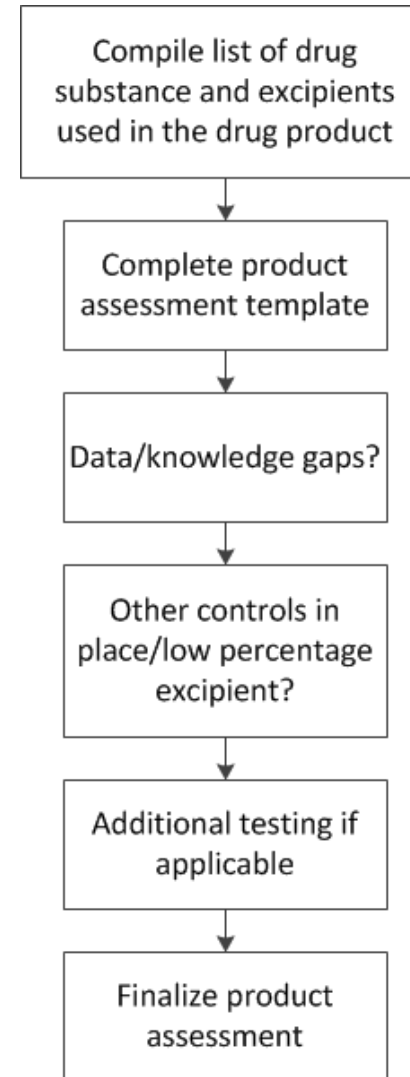 Compile list of drug
substance and excipients
used in the drug product
Complete product
assessment template
Data/knowledge gaps?
Other controls in
place/low percentage
excipient?
Additional testing if
applicable
Finalize product
assessment